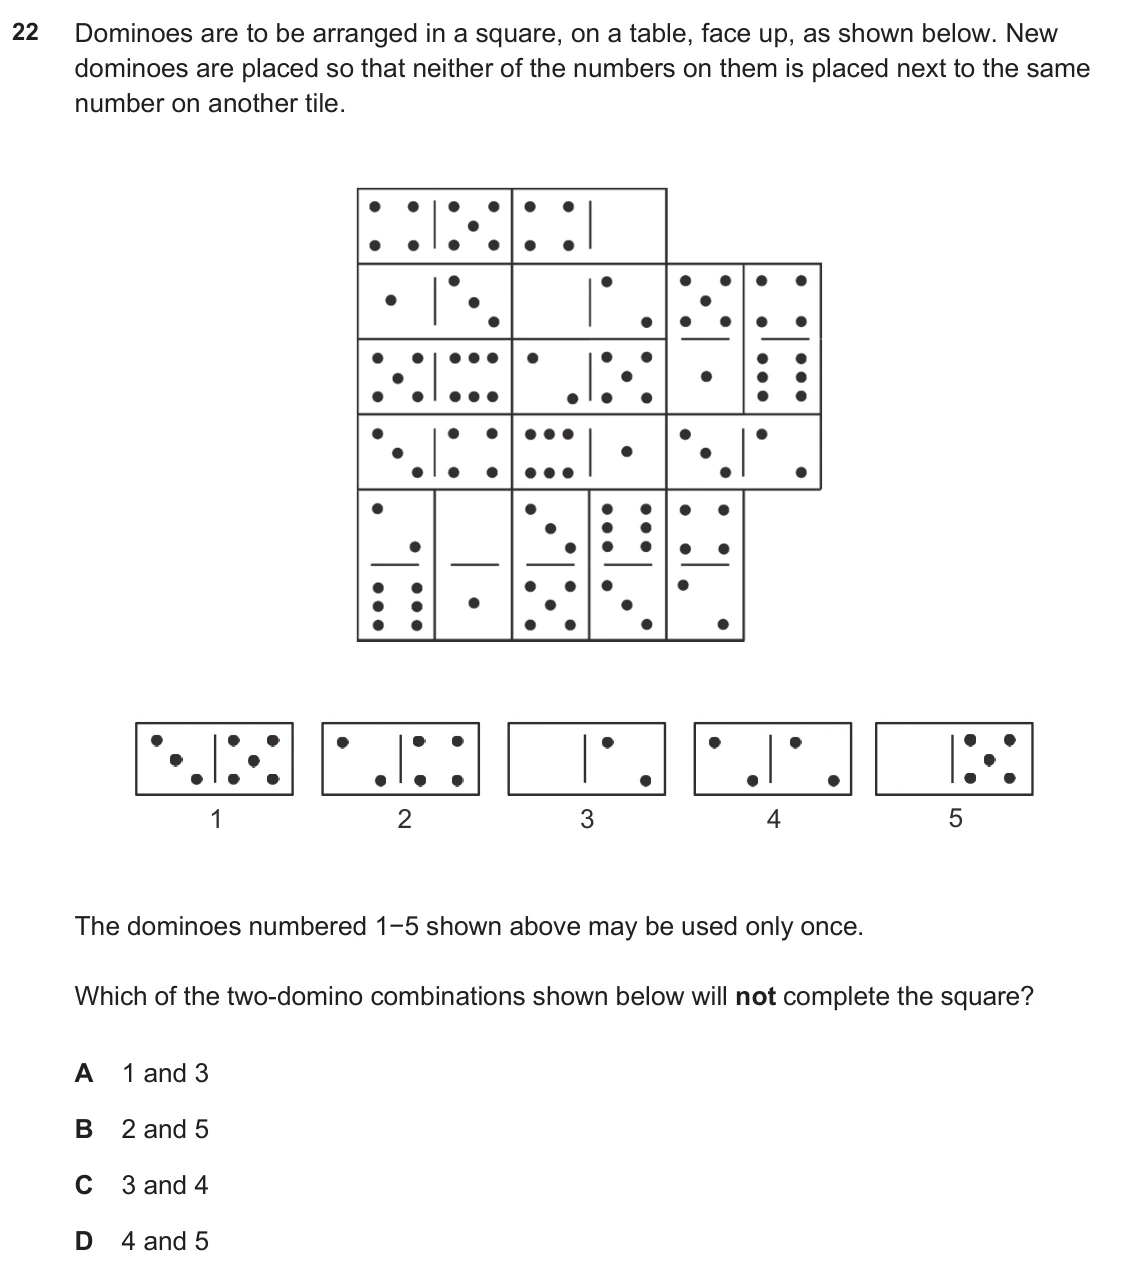 22 Dominoes are to be arranged in a square, on a table, face up, as shown below. New
dominoes are placed so that neither of the numbers on them is placed next to the same
number on another tile.
1 2 3 4 5
The dominoes numbered 1−5 shown above may be used only once.
Which of the two-domino combinations shown below will not complete the square?
A 1 and 3
B 2 and 5
C 3 and 4
D 4 and 5